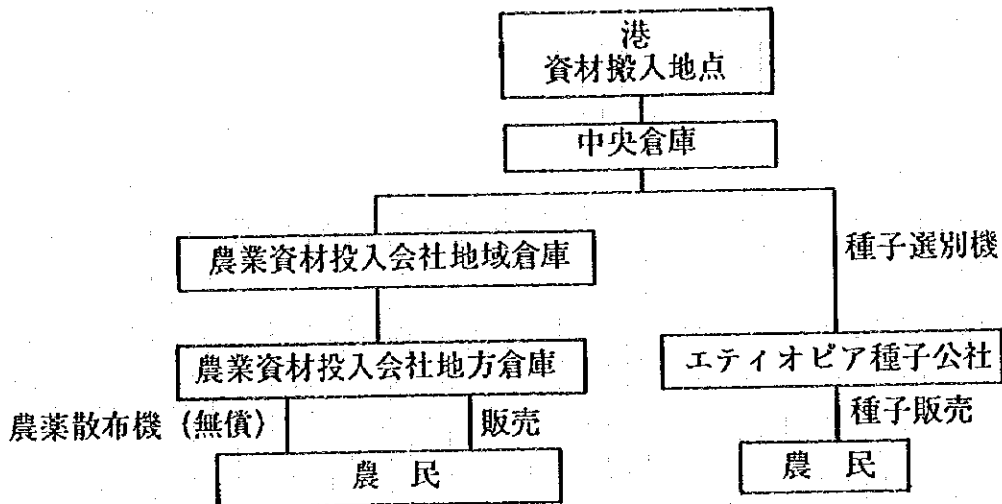 港
資材搬入地点
中央倉庫
農業資材投入会社地域倉庫
種子選別機
農業資材投入会社地方倉庫
エティオピア種子公社
農薬散布機(無償)
販売
種子販売
農 民
農 民